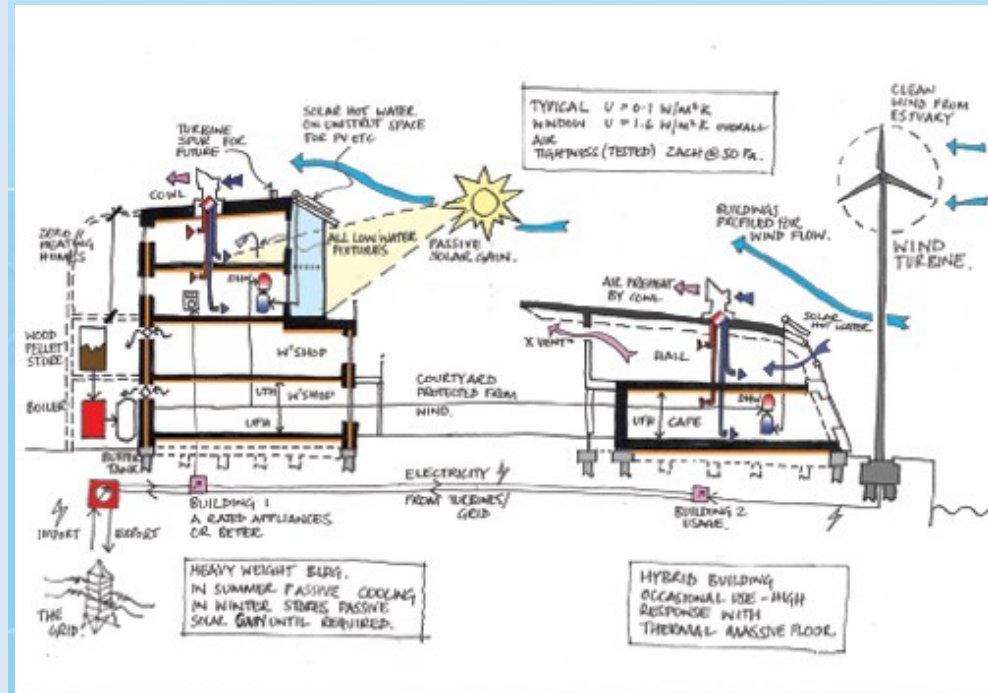 SOLAR HOT WATER
ON UNISTRUT SPACE
FOR PV ETC
TURBINE
SPUR FOR
FUTURE
COWL
TYPICAL U = 0.1 W/M²K
WINDOW U = 1.6 W/M²K OVERALL
AIR
TIGHTNESS (TESTED) 2ACH @ 50 Pa.
CLEAN
WIND FROM
ESTUARY
WIND
TURBINE.
ZERO
HEATING
HOMES
ALL LOW WATER
FIXTURES
PASSIVE
SOLAR GAIN.
BUILDINGS
PROFILED FOR
WIND FLOW.
DHW
AIR PREHEAT
BY COWL.
SOLAR
HOT WATER
X VENT
HALL
WOOD
PELLET
STORE
W'SHOP
UFH
W'SHOP
UFH
BOILER
BUFFER
TANK
COURTYARD
PROTECTED FROM
WIND.
UFH
CAFE
DHW
ELECTRICITY
FROM TURBINES/
GRID
IMPORT
EXPORT
BUILDING 1
A RATED APPLIANCES
OR BETER
BUILDING 2
USAGE.
THE
GRID.
HEAVY WEIGHT BLDG.
IN SUMMER PASSIVE COOLING
IN WINTER STORES PASSIVE
SOLAR GAIN UNTIL REQUIRED.
HYBRID BUILDING
OCCASIONAL USE - HIGH
RESPONSE WITH
THERMAL MASSIVE FLOOR